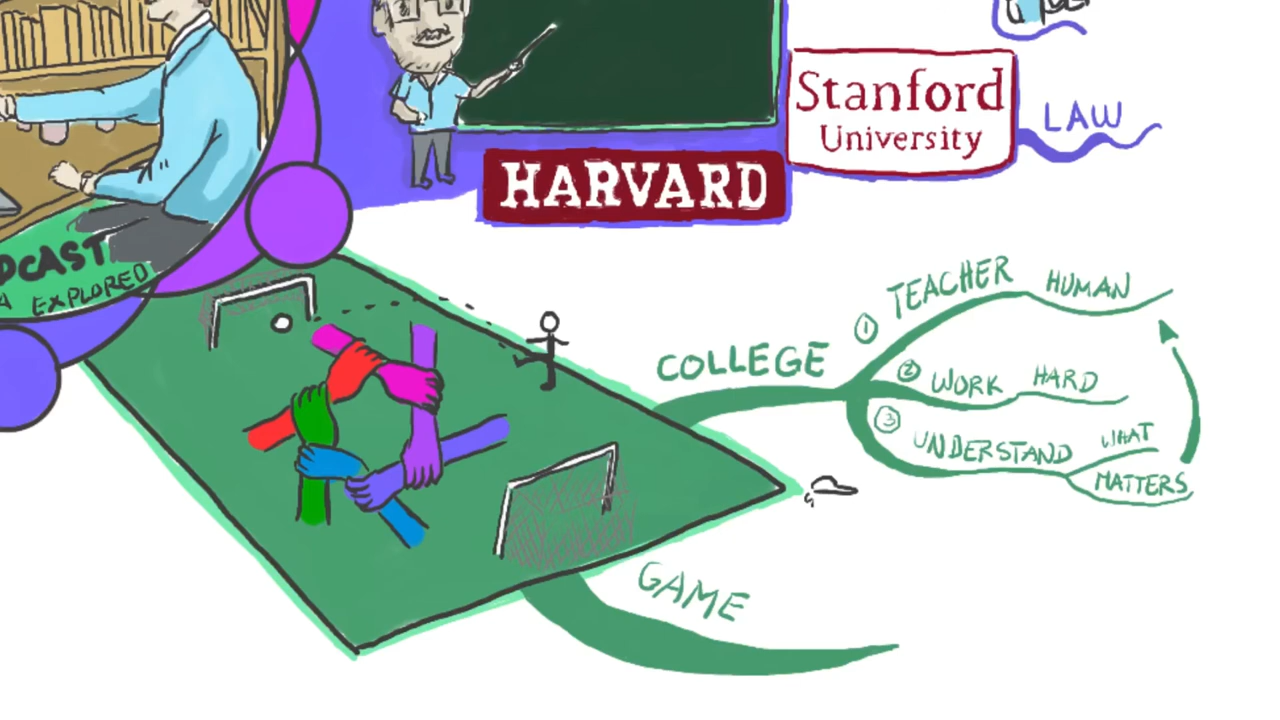 Stanford
University
LAW
HARVARD
DCAST
A EXPLORED
COLLEGE
1 TEACHER HUMAN
2 WORK HARD
3 UNDERSTAND WHAT
MATTERS
GAME